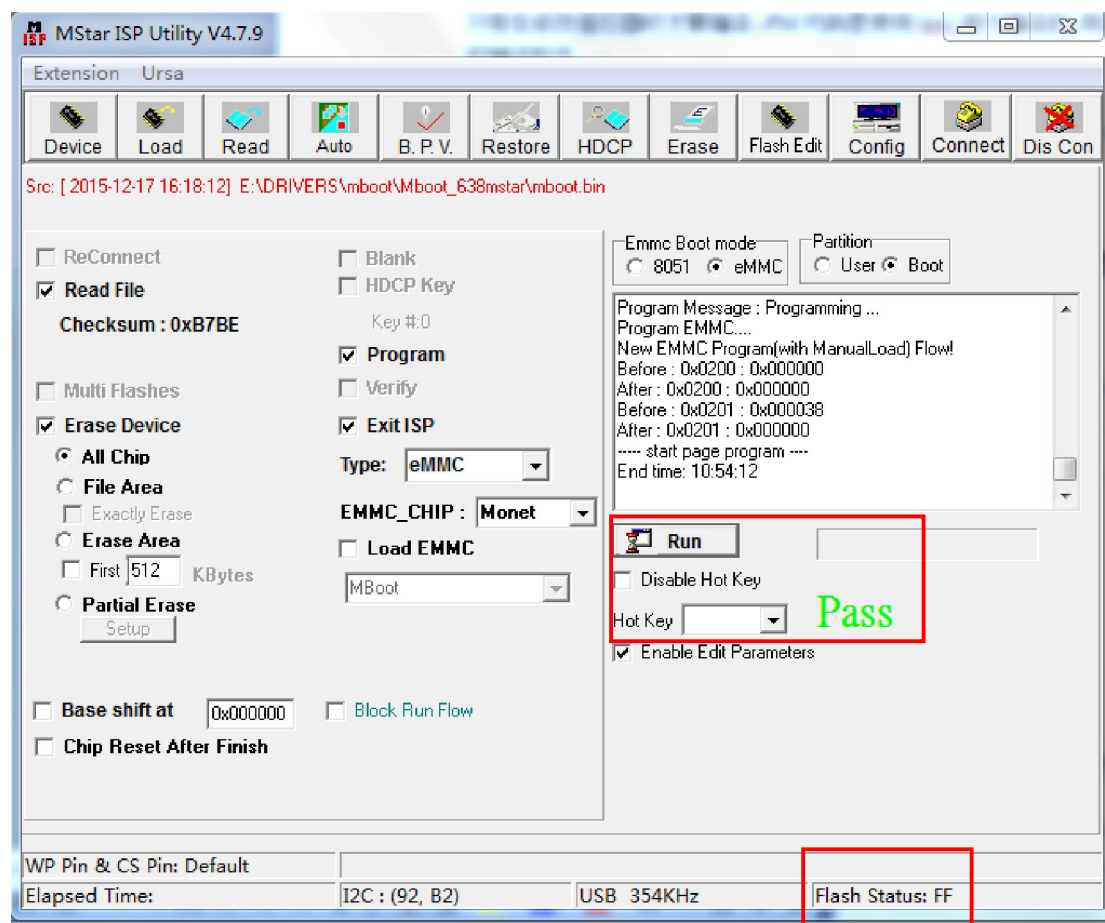 MStar ISP Utility V4.7.9
Extension Ursa
Device Load Read Auto B. P. V. Restore HDCP Erase Flash Edit Config Connect Dis Con
Src: [ 2015-12-17 16:18:12] E:\DRIVERS\mboot\Mboot_638mstar\mboot.bin
ReConnect
Read File
Checksum : 0xB7BE
Multi Flashes
Erase Device
All Chip
File Area
Exactly Erase
Erase Area
First 512 KBytes
Partial Erase
Setup
Base shift at 0x000000
Chip Reset After Finish
Blank
HDCP Key
Key #:0
Program
Verify
Exit ISP
Type: eMMC
EMMC_CHIP : Monet
Load EMMC
MBoot
Block Run Flow
Emmc Boot mode
8051 eMMC
Partition
User Boot
Program Message : Programming ...
Program EMMC....
New EMMC Program(with ManualLoad) Flow!
Before : 0x0200 : 0x000000
After : 0x0200 : 0x000000
Before : 0x0201 : 0x000038
After : 0x0201 : 0x000000
----- start page program ----
End time: 10:54:12
Run
Disable Hot Key
Hot Key
Pass
Enable Edit Parameters
WP Pin & CS Pin: Default
Elapsed Time: I2C : (92, B2) USB 354KHz Flash Status: FF